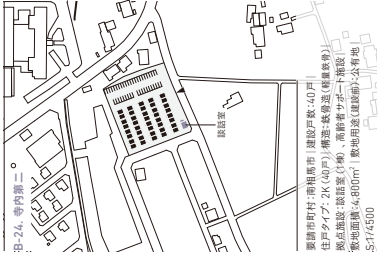 B-24. 寺内第二
談話室
要請市町村:南相馬市｜建設戸数:40戸｜
住戸タイプ:2K(40戸)｜構造:鉄骨造(軽量鉄骨)｜
拠点施設:談話室(1棟)、高齢者サポート施設｜
敷地面積:4,800m²｜敷地用途(建設前):公有地
S:1/4500